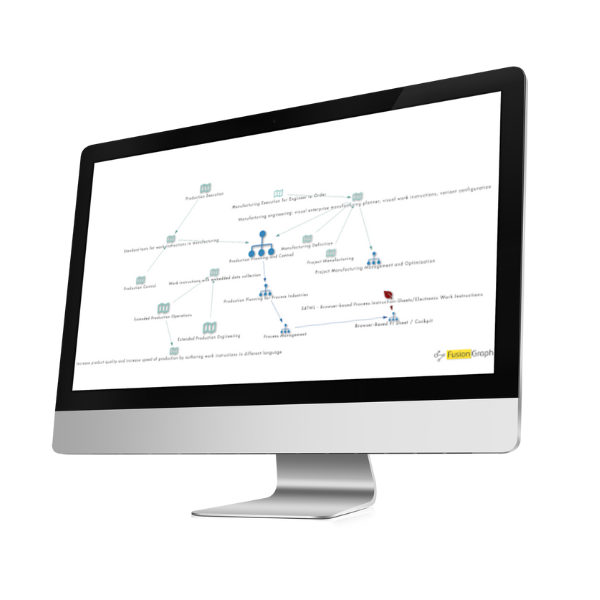 Production Execution
Manufacturing Execution for Engineer to Order
Manufacturing engineering: visual enterprise manufacturing planner, visual work instructions, variant configuration
Standard tools for work instructions in manufacturing
Manufacturing Definition
Production Planning and Control
Project Manufacturing
Project Manufacturing Management and Optimization
Work instructions with embedded data collection
Production Control
Production Planning for Process Industries
Browser-based Process Instruction Sheets/Electronic Work Instructions
Extended Production Operations
Browser-Based PI Sheet / Cockpit
Extended Production Engineering
Process Management
Increase product quality and increase speed of production by authoring work instructions in different language
FusionGraph